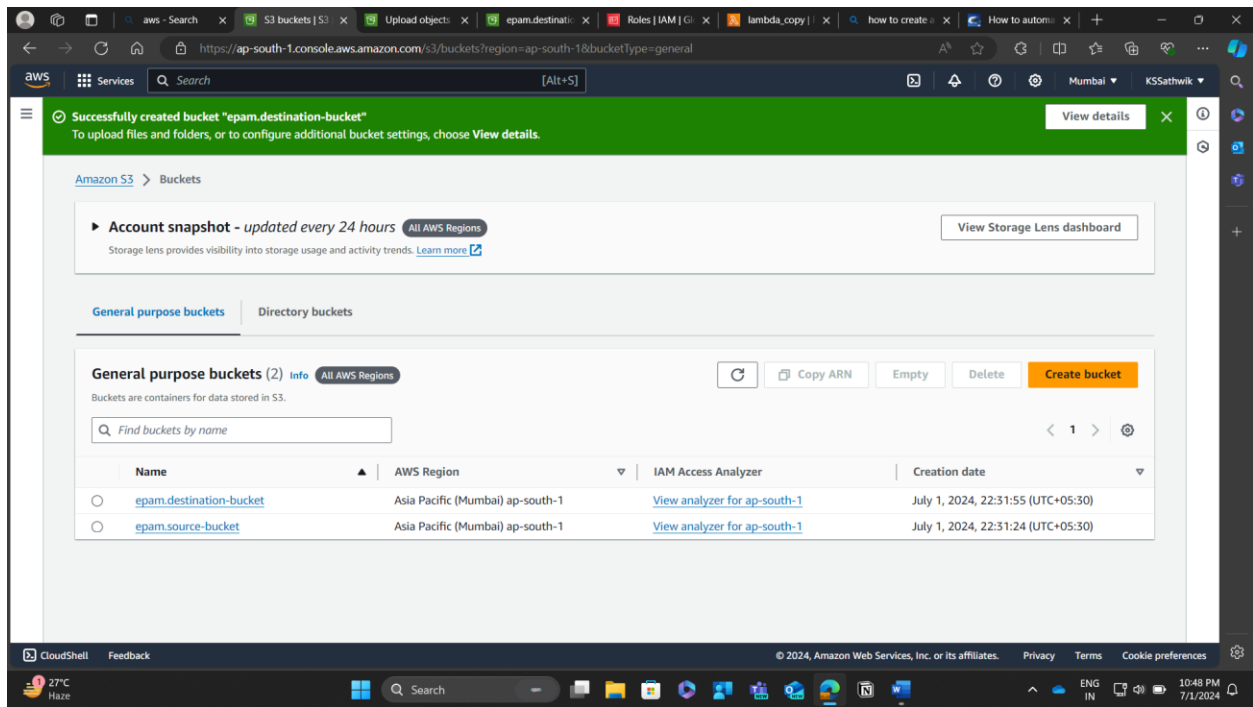 aws - Search
S3 buckets | S3
Upload objects
epam.destinatio
Roles | IAM | Gl
lambda_copy |
how to create a
How to automa
https://ap-south-1.console.aws.amazon.com/s3/buckets?region=ap-south-1&bucketType=general
aws
Services
Search
[Alt+S]
Mumbai
KSSathwik
Successfully created bucket "epam.destination-bucket"
To upload files and folders, or to configure additional bucket settings, choose View details.
View details
Amazon S3 > Buckets
Account snapshot - updated every 24 hours All AWS Regions
Storage lens provides visibility into storage usage and activity trends. Learn more
View Storage Lens dashboard
General purpose buckets
Directory buckets
General purpose buckets (2) Info All AWS Regions
Buckets are containers for data stored in S3.
Copy ARN
Empty
Delete
Create bucket
Find buckets by name
1
Name AWS Region IAM Access Analyzer Creation date
epam.destination-bucket Asia Pacific (Mumbai) ap-south-1 View analyzer for ap-south-1 July 1, 2024, 22:31:55 (UTC+05:30)
epam.source-bucket Asia Pacific (Mumbai) ap-south-1 View analyzer for ap-south-1 July 1, 2024, 22:31:24 (UTC+05:30)
CloudShell Feedback © 2024, Amazon Web Services, Inc. or its affiliates. Privacy Terms Cookie preferences
1
27°C
Haze
Search
ENG
IN
10:48 PM
7/1/2024